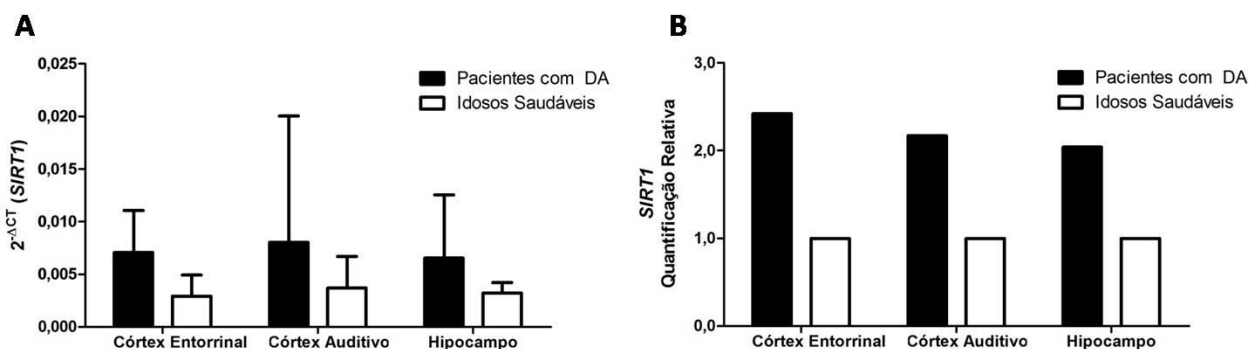 A
2^-ΔCT (SIRT1)
0,025
0,020
0,015
0,010
0,005
0,000
Pacientes com DA
Idosos Saudáveis
Córtex Entorrinal
Córtex Auditivo
Hipocampo
B
SIRT1
Quantificação Relativa
3,0
2,0
1,0
0,0
Pacientes com DA
Idosos Saudáveis
Córtex Entorrinal
Córtex Auditivo
Hipocampo